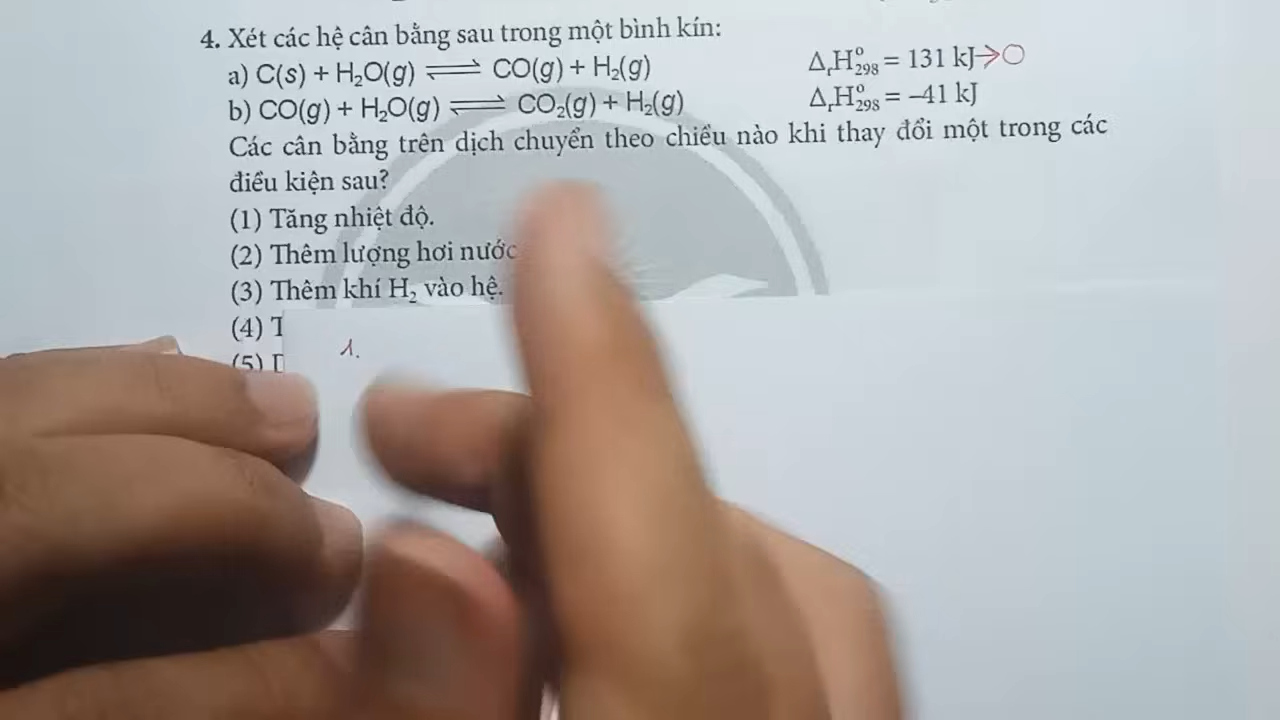 4. Xét các hệ cân bằng sau trong một bình kín:
a) C(s) + H₂O(g) ⇌ CO(g) + H₂(g) ΔᵣH°₂₉₈ = 131 kJ→○
b) CO(g) + H₂O(g) ⇌ CO₂(g) + H₂(g) ΔᵣH°₂₉₈ = –41 kJ
Các cân bằng trên dịch chuyển theo chiều nào khi thay đổi một trong các
điều kiện sau?
(1) Tăng nhiệt độ.
(2) Thêm lượng hơi nước
(3) Thêm khí H₂ vào hệ.
(4)
(5)
1.